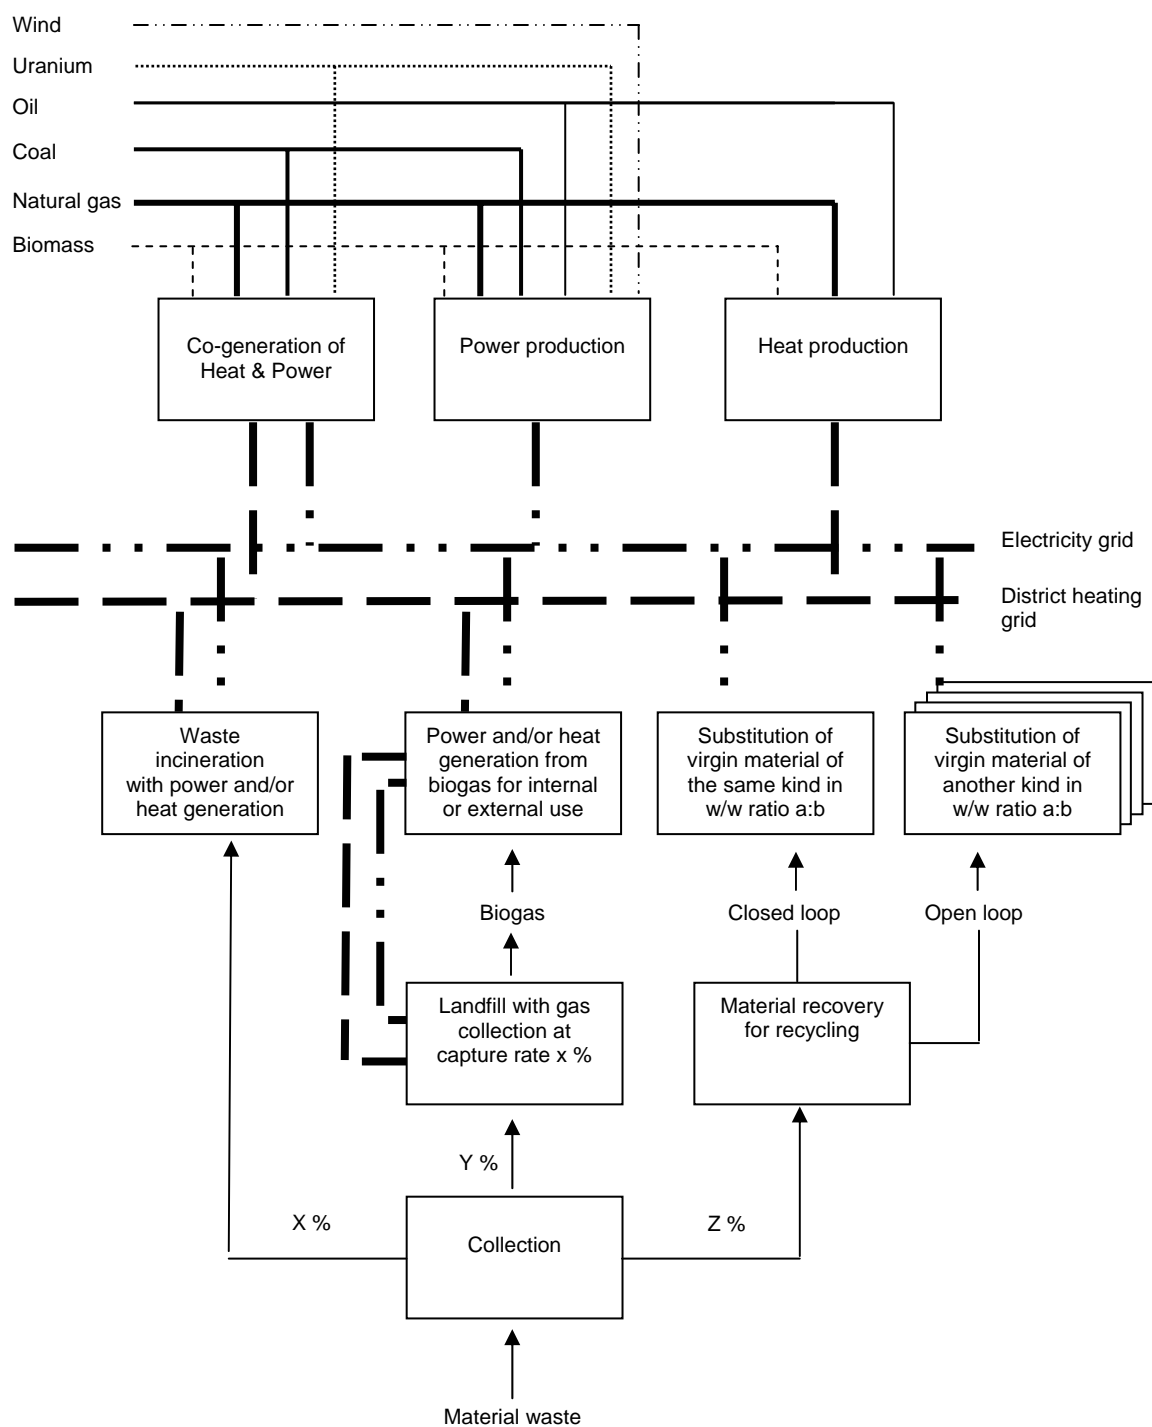 Wind
Uranium
Oil
Coal
Natural gas
Biomass
Co-generation of
Heat & Power
Power production
Heat production
Electricity grid
District heating
grid
Waste
incineration
with power and/or
heat generation
Power and/or heat
generation from
biogas for internal
or external use
Substitution of
virgin material of
the same kind in
w/w ratio a:b
Substitution of
virgin material of
another kind in
w/w ratio a:b
Biogas
Closed loop
Open loop
Landfill with gas
collection at
capture rate x %
Material recovery
for recycling
Y %
X %
Z %
Collection
Material waste